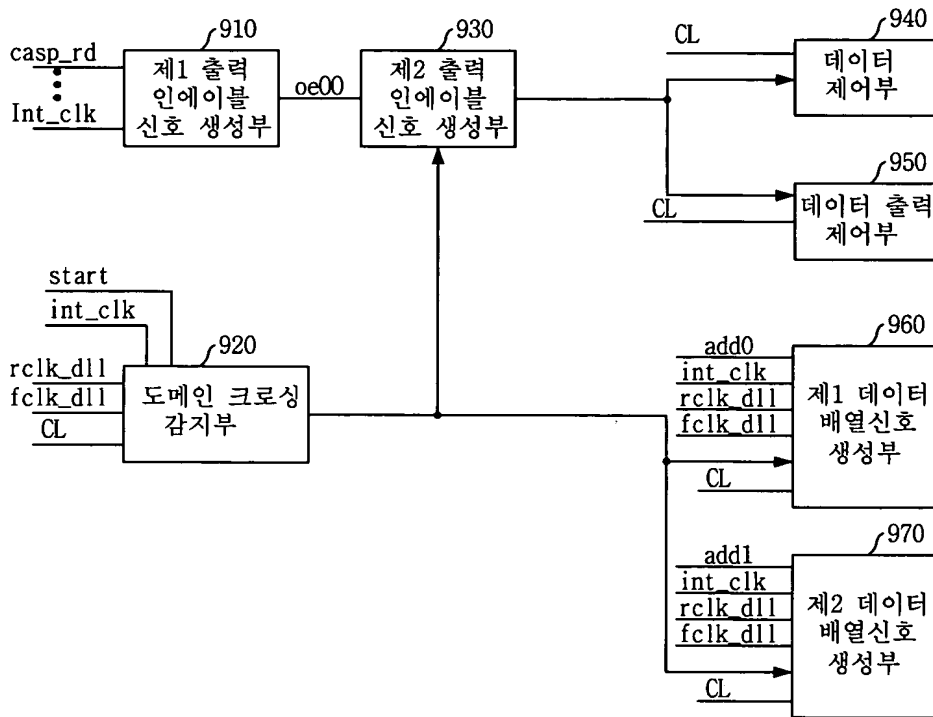 910
casp_rd
Int_clk
제1 출력
인에이블
신호 생성부
oe00
930
제2 출력
인에이블
신호 생성부
940
CL
데이터
제어부
950
CL
데이터 출력
제어부
start
int_clk
920
rclk_dll
fclk_dll
CL
도메인 크로싱
감지부
960
add0
int_clk
rclk_dll
fclk_dll
CL
제1 데이터
배열신호
생성부
970
add1
int_clk
rclk_dll
fclk_dll
CL
제2 데이터
배열신호
생성부